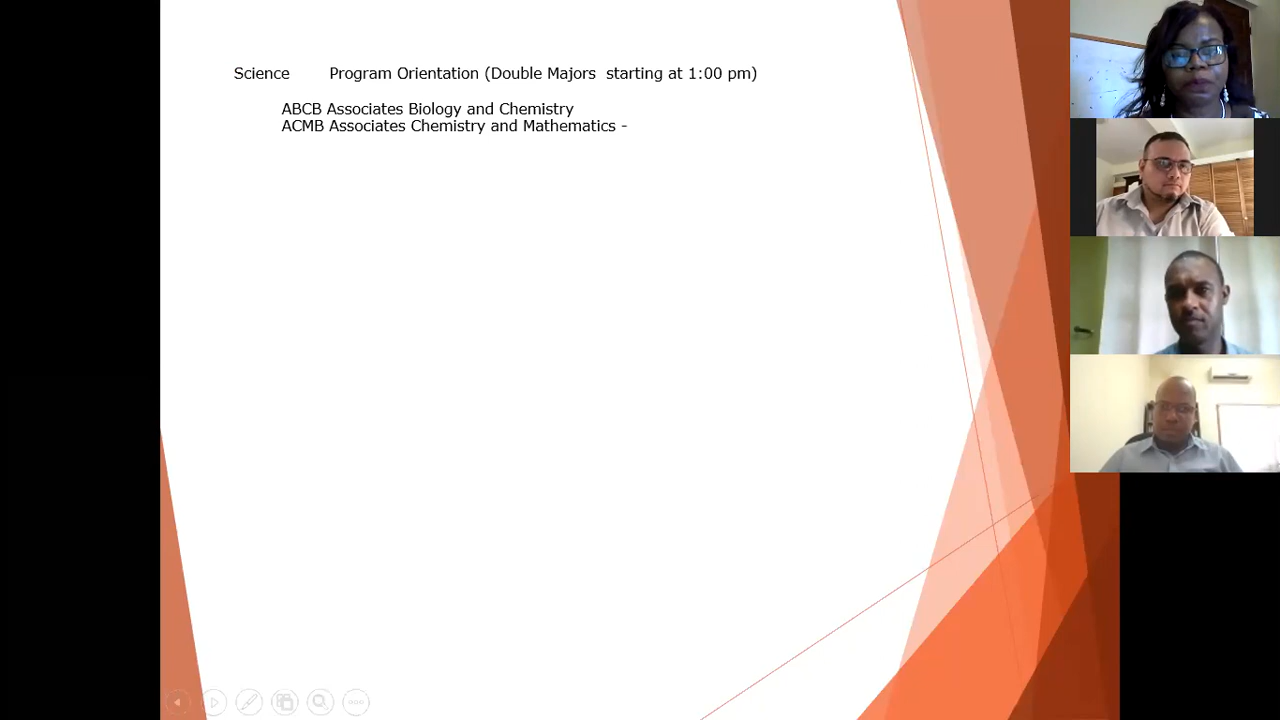 Science Program Orientation (Double Majors starting at 1:00 pm)
ABCB Associates Biology and Chemistry
ACMB Associates Chemistry and Mathematics -